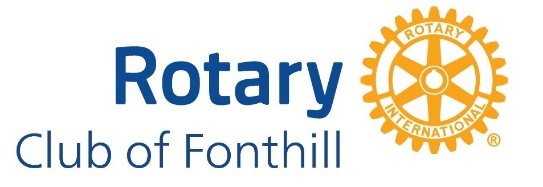 Rotary
Club of Fonthill
ROTARY
INTERNATIONAL
®